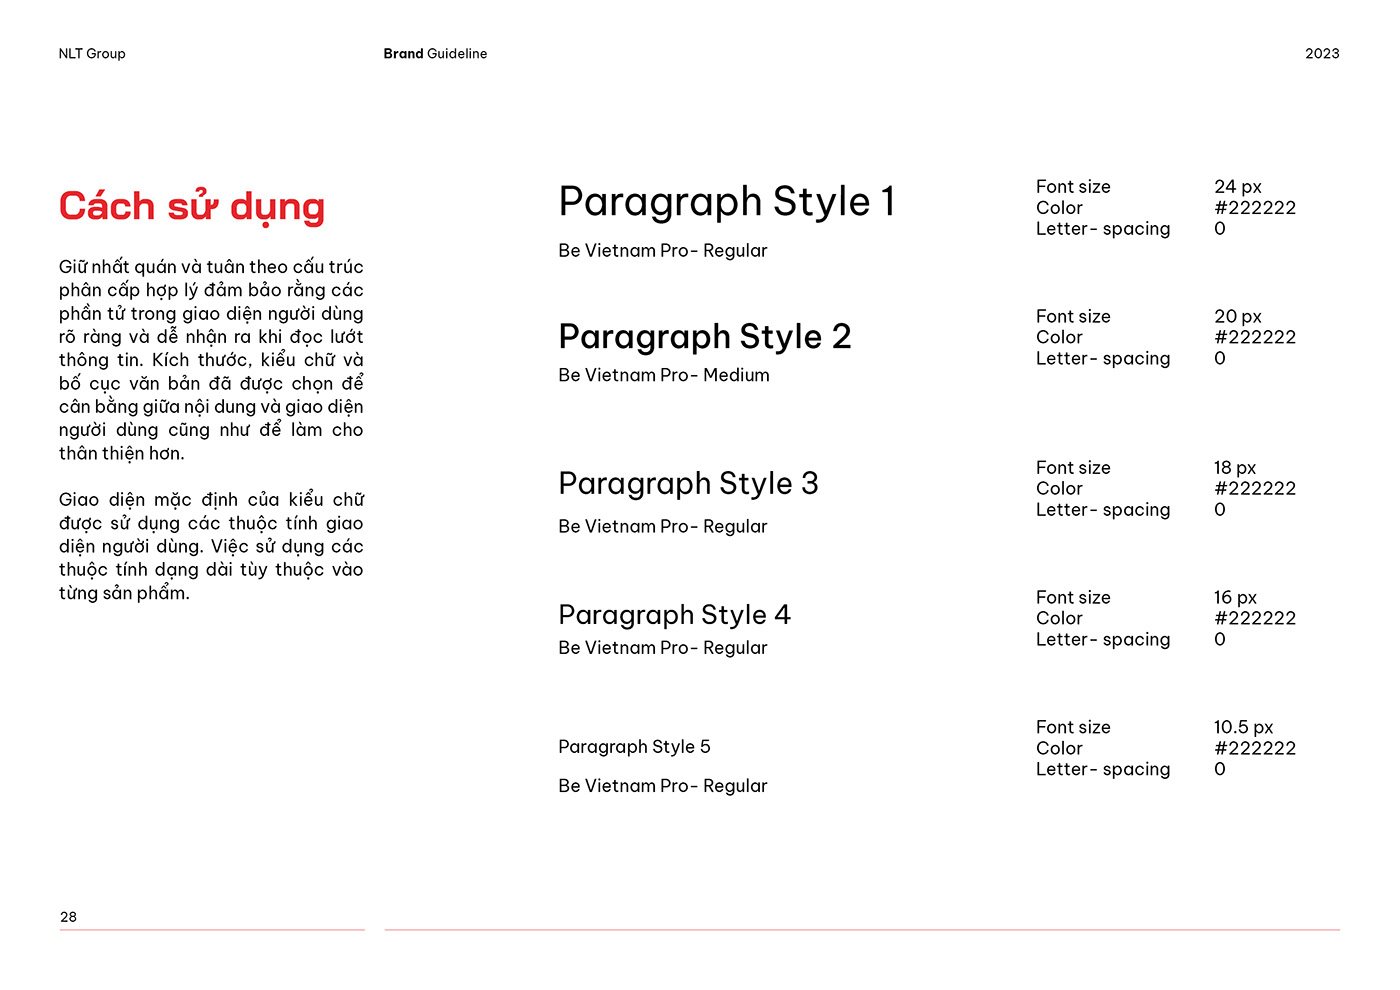 NLT Group
Brand Guideline
2023
Cách sử dụng
Giữ nhất quán và tuân theo cấu trúc
phân cấp hợp lý đảm bảo rằng các
phần tử trong giao diện người dùng
rõ ràng và dễ nhận ra khi đọc lướt
thông tin. Kích thước, kiểu chữ và
bố cục văn bản đã được chọn để
cân bằng giữa nội dung và giao diện
người dùng cũng như để làm cho
thân thiện hơn.
Giao diện mặc định của kiểu chữ
được sử dụng các thuộc tính giao
diện người dùng. Việc sử dụng các
thuộc tính dạng dài tùy thuộc vào
từng sản phẩm.
Paragraph Style 1
Be Vietnam Pro- Regular
Font size 24 px
Color #222222
Letter- spacing 0
Paragraph Style 2
Be Vietnam Pro- Medium
Font size 20 px
Color #222222
Letter- spacing 0
Paragraph Style 3
Be Vietnam Pro- Regular
Font size 18 px
Color #222222
Letter- spacing 0
Paragraph Style 4
Be Vietnam Pro- Regular
Font size 16 px
Color #222222
Letter- spacing 0
Paragraph Style 5
Be Vietnam Pro- Regular
Font size 10.5 px
Color #222222
Letter- spacing 0
28